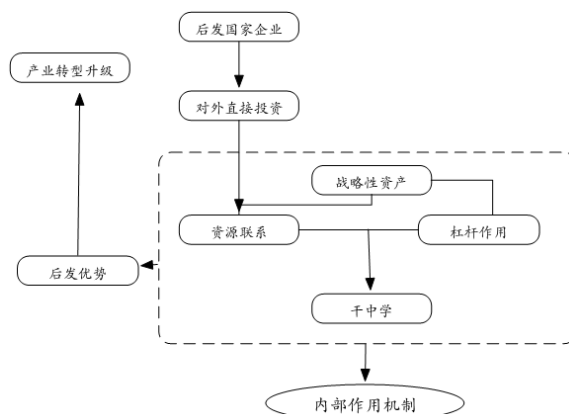 后发国家企业
产业转型升级
对外直接投资
战略性资产
资源联系
杠杆作用
后发优势
干中学
内部作用机制